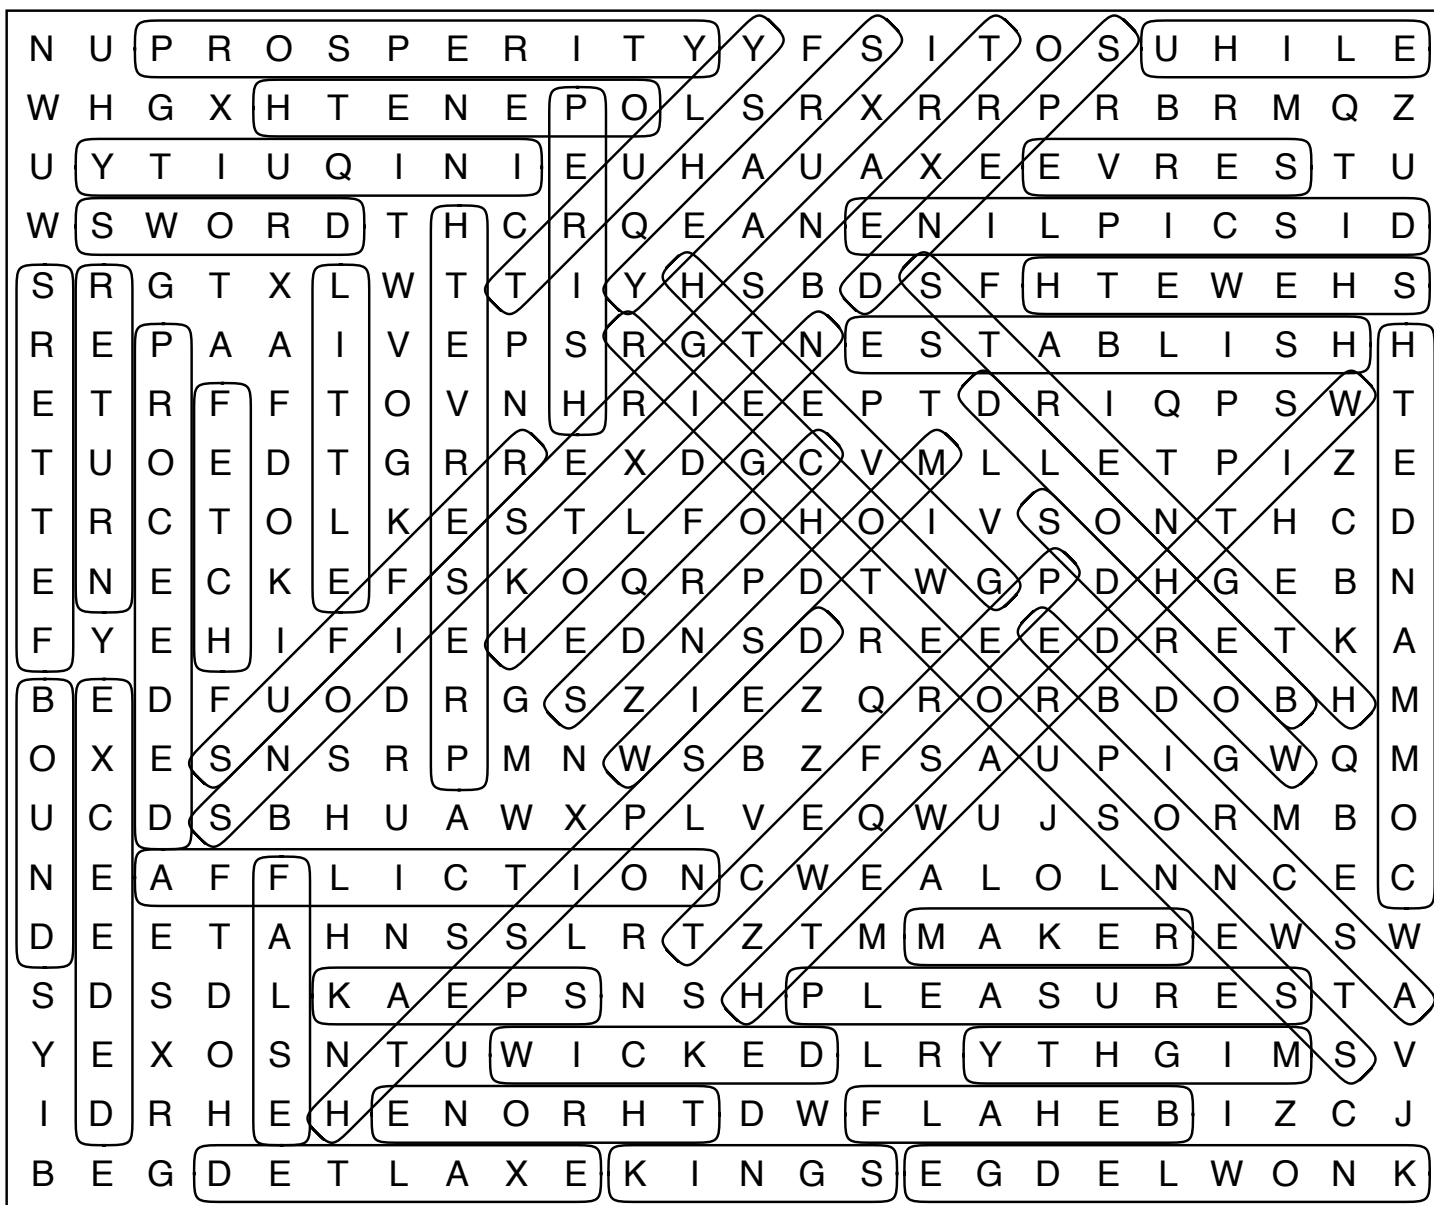 N U P R O S P E R I T Y Y F S I T O S U H I L E
W H G X H T E N E P O L S R X R R P R B R M Q Z
U Y T I U Q I N I E U H A U A X E E V R E S T U
W S W O R D T H C R Q E A N E N I L P I C S I D
S R G T X L W T T I Y H S B D S F H T E W E H S
R E P A A I V E P S R G T N E S T A B L I S H H
E T R F F T O V N H R I E E P T D R I Q P S W T
T U O E D T G R R E X D G C V M L L E T P I Z E
T R C T O L K E S T L F O H O I V S O N T H C D
E N E C K E F S K O Q R P D T W G P D H G E B N
F Y E H I F I E H E D N S D R E E E D R E T K A
B E D F U O D R G S Z I E Z Q R O R B D O B H M
O X E S N S R P M N W S B Z F S A U P I G W Q M
U C D S B H U A W X P L V E Q W U J S O R M B O
N E A F F L I C T I O N C W E A L O L N N C E C
D E E T A H N S S L R T Z T M M A K E R E W S W
S D S D L K A E P S N S H P L E A S U R E S T A
Y E X O S N T U W I C K E D L R Y T H G I M S V
I D R H E H E N O R H T D W F L A H E B I Z C J
B E G D E T L A X E K I N G S E G D E L W O N K